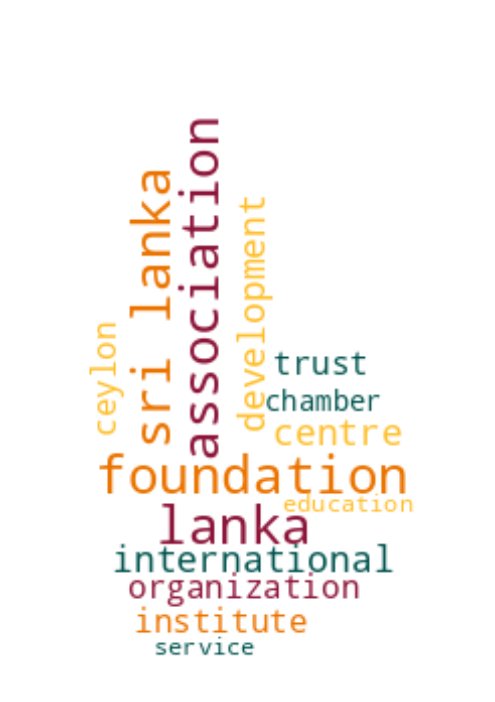 ceylon
sri lanka
association
development
trust
chamber
centre
foundation
education
lanka
international
organization
institute
service